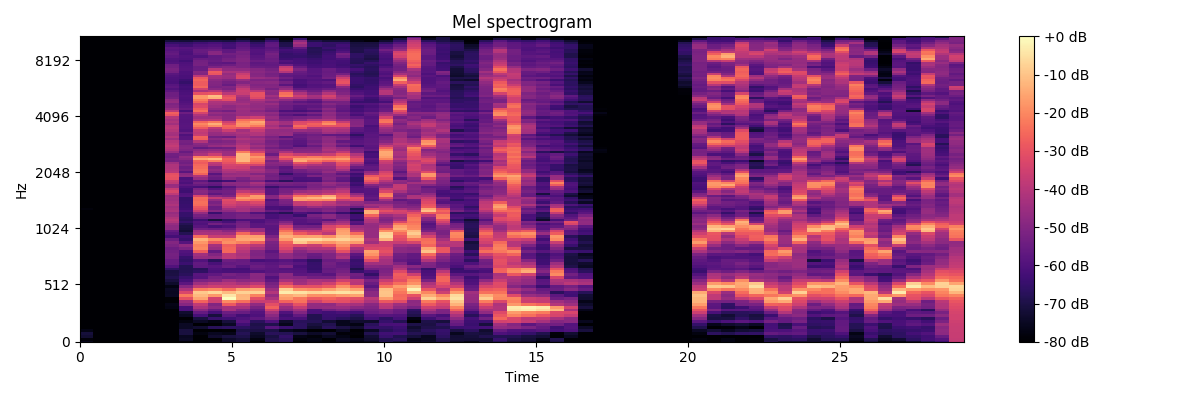 Mel spectrogram
Hz
8192
4096
2048
1024
512
0
0 5 10 15 20 25
Time
+0 dB
-10 dB
-20 dB
-30 dB
-40 dB
-50 dB
-60 dB
-70 dB
-80 dB